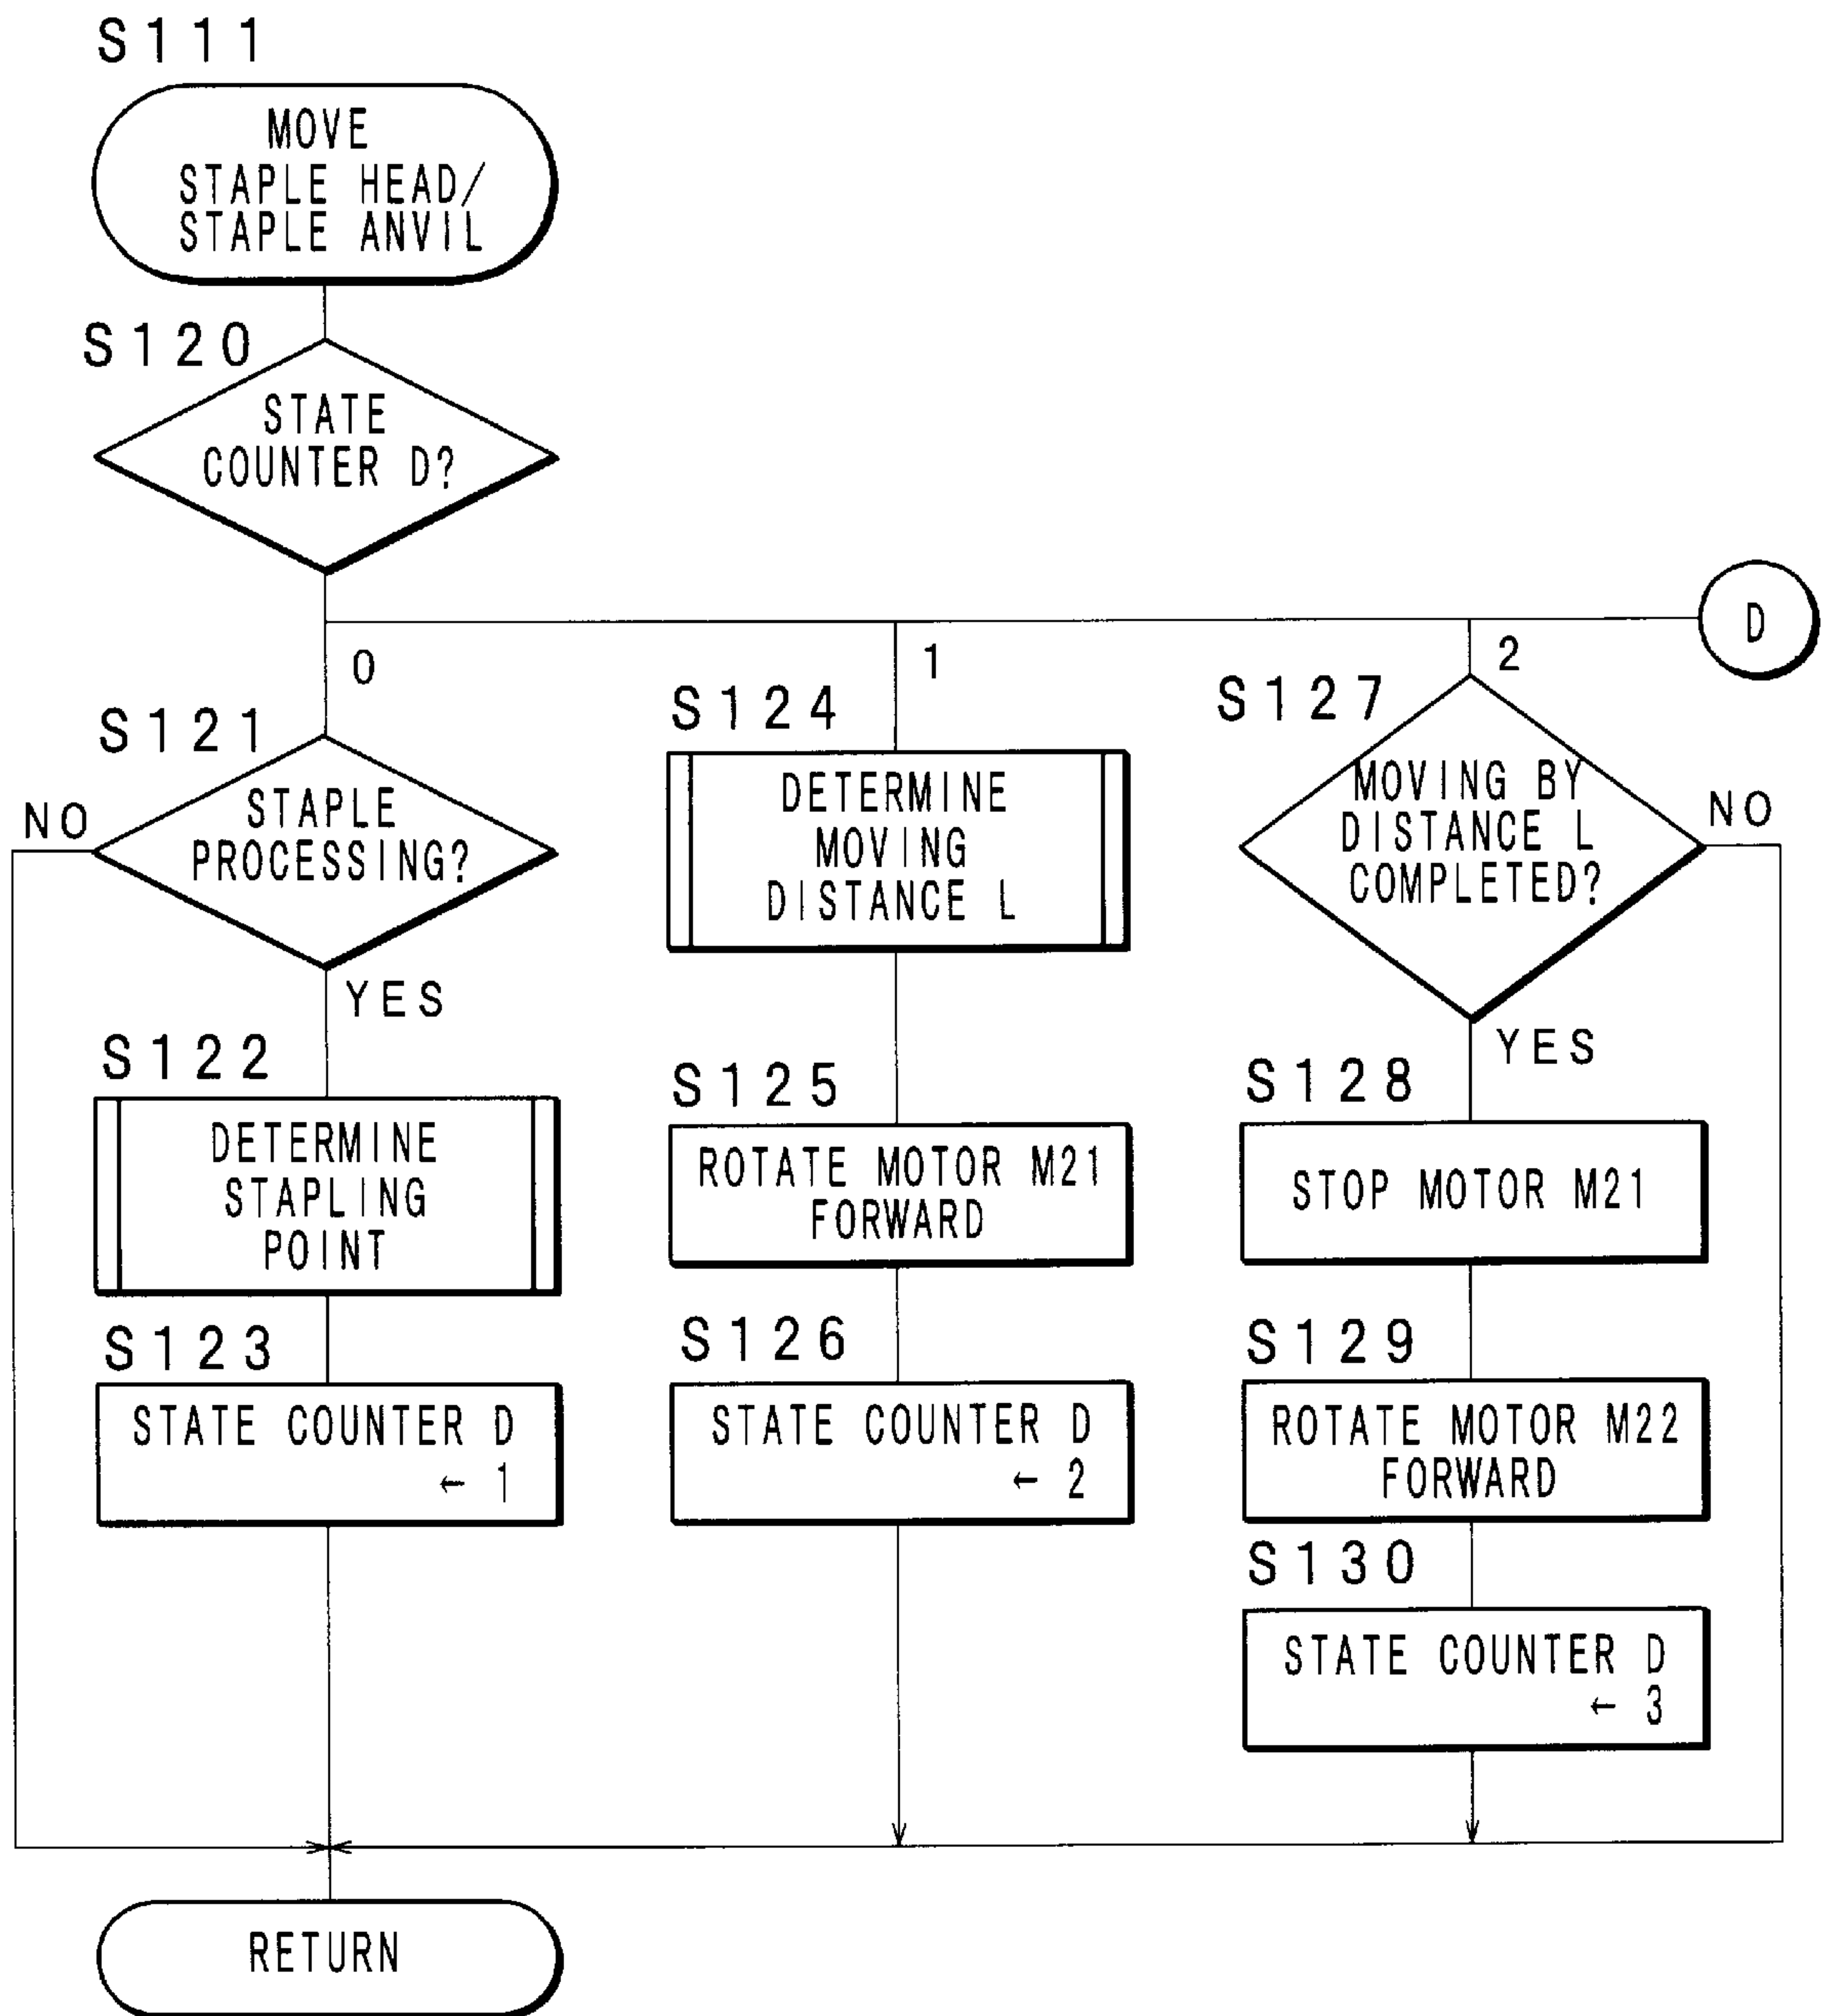 S111
MOVE
STAPLE HEAD/
STAPLE ANVIL
S120
STATE
COUNTER D?
D
0
1
2
S121
STAPLE
PROCESSING?
NO
YES
S122
DETERMINE
STAPLING
POINT
S123
STATE COUNTER D
← 1
S124
DETERMINE
MOVING
DISTANCE L
S125
ROTATE MOTOR M21
FORWARD
S126
STATE COUNTER D
← 2
S127
MOVING BY
DISTANCE L
COMPLETED?
NO
YES
S128
STOP MOTOR M21
S129
ROTATE MOTOR M22
FORWARD
S130
STATE COUNTER D
← 3
RETURN